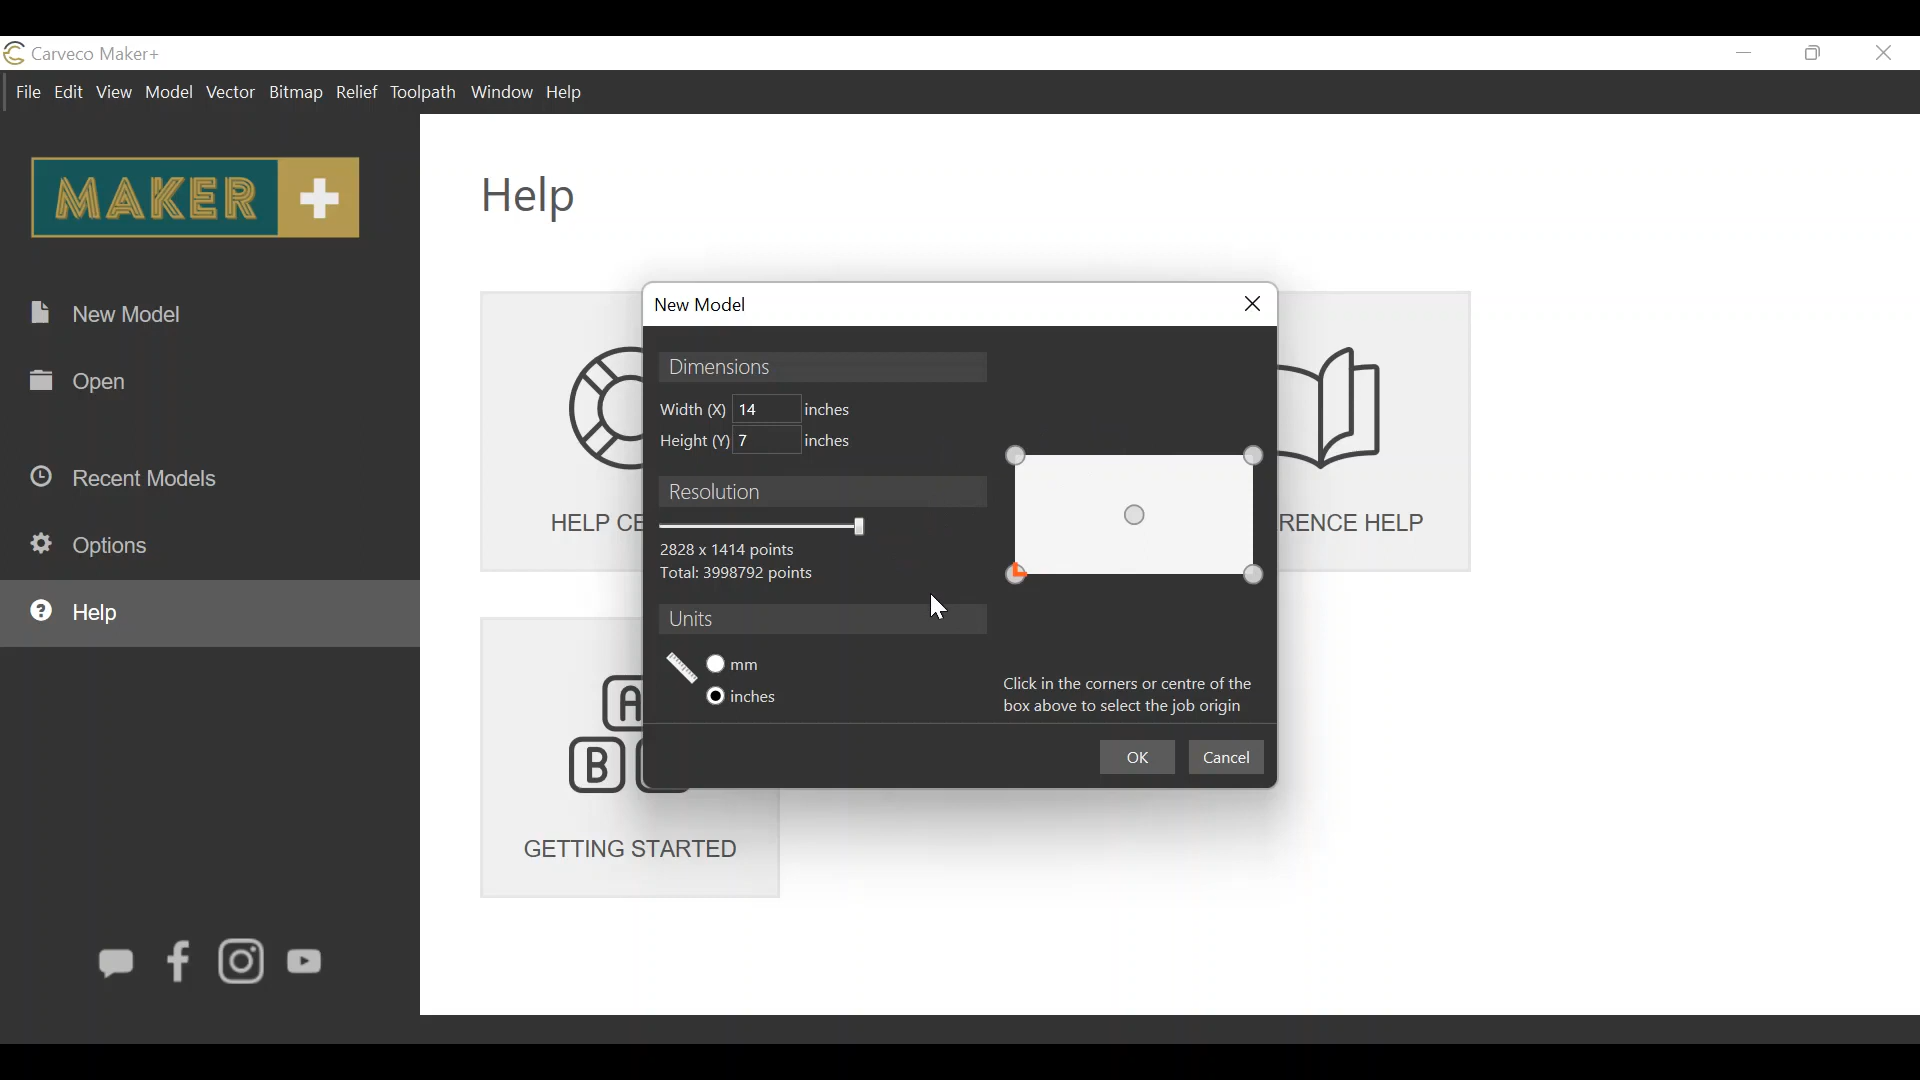 Carveco Maker+
File Edit View Model Vector Bitmap Relief Toolpath Window Help
MAKER +
New Model
Open
Recent Models
Options
Help
Help
HELP
RENCE HELP
A
B
GETTING STARTED
New Model
Dimensions
Width (X) 14 inches
Height (Y) 7 inches
Resolution
2828 x 1414 points
Total: 3998792 points
Units
mm
inches
Click in the corners or centre of the
box above to select the job origin
OK Cancel